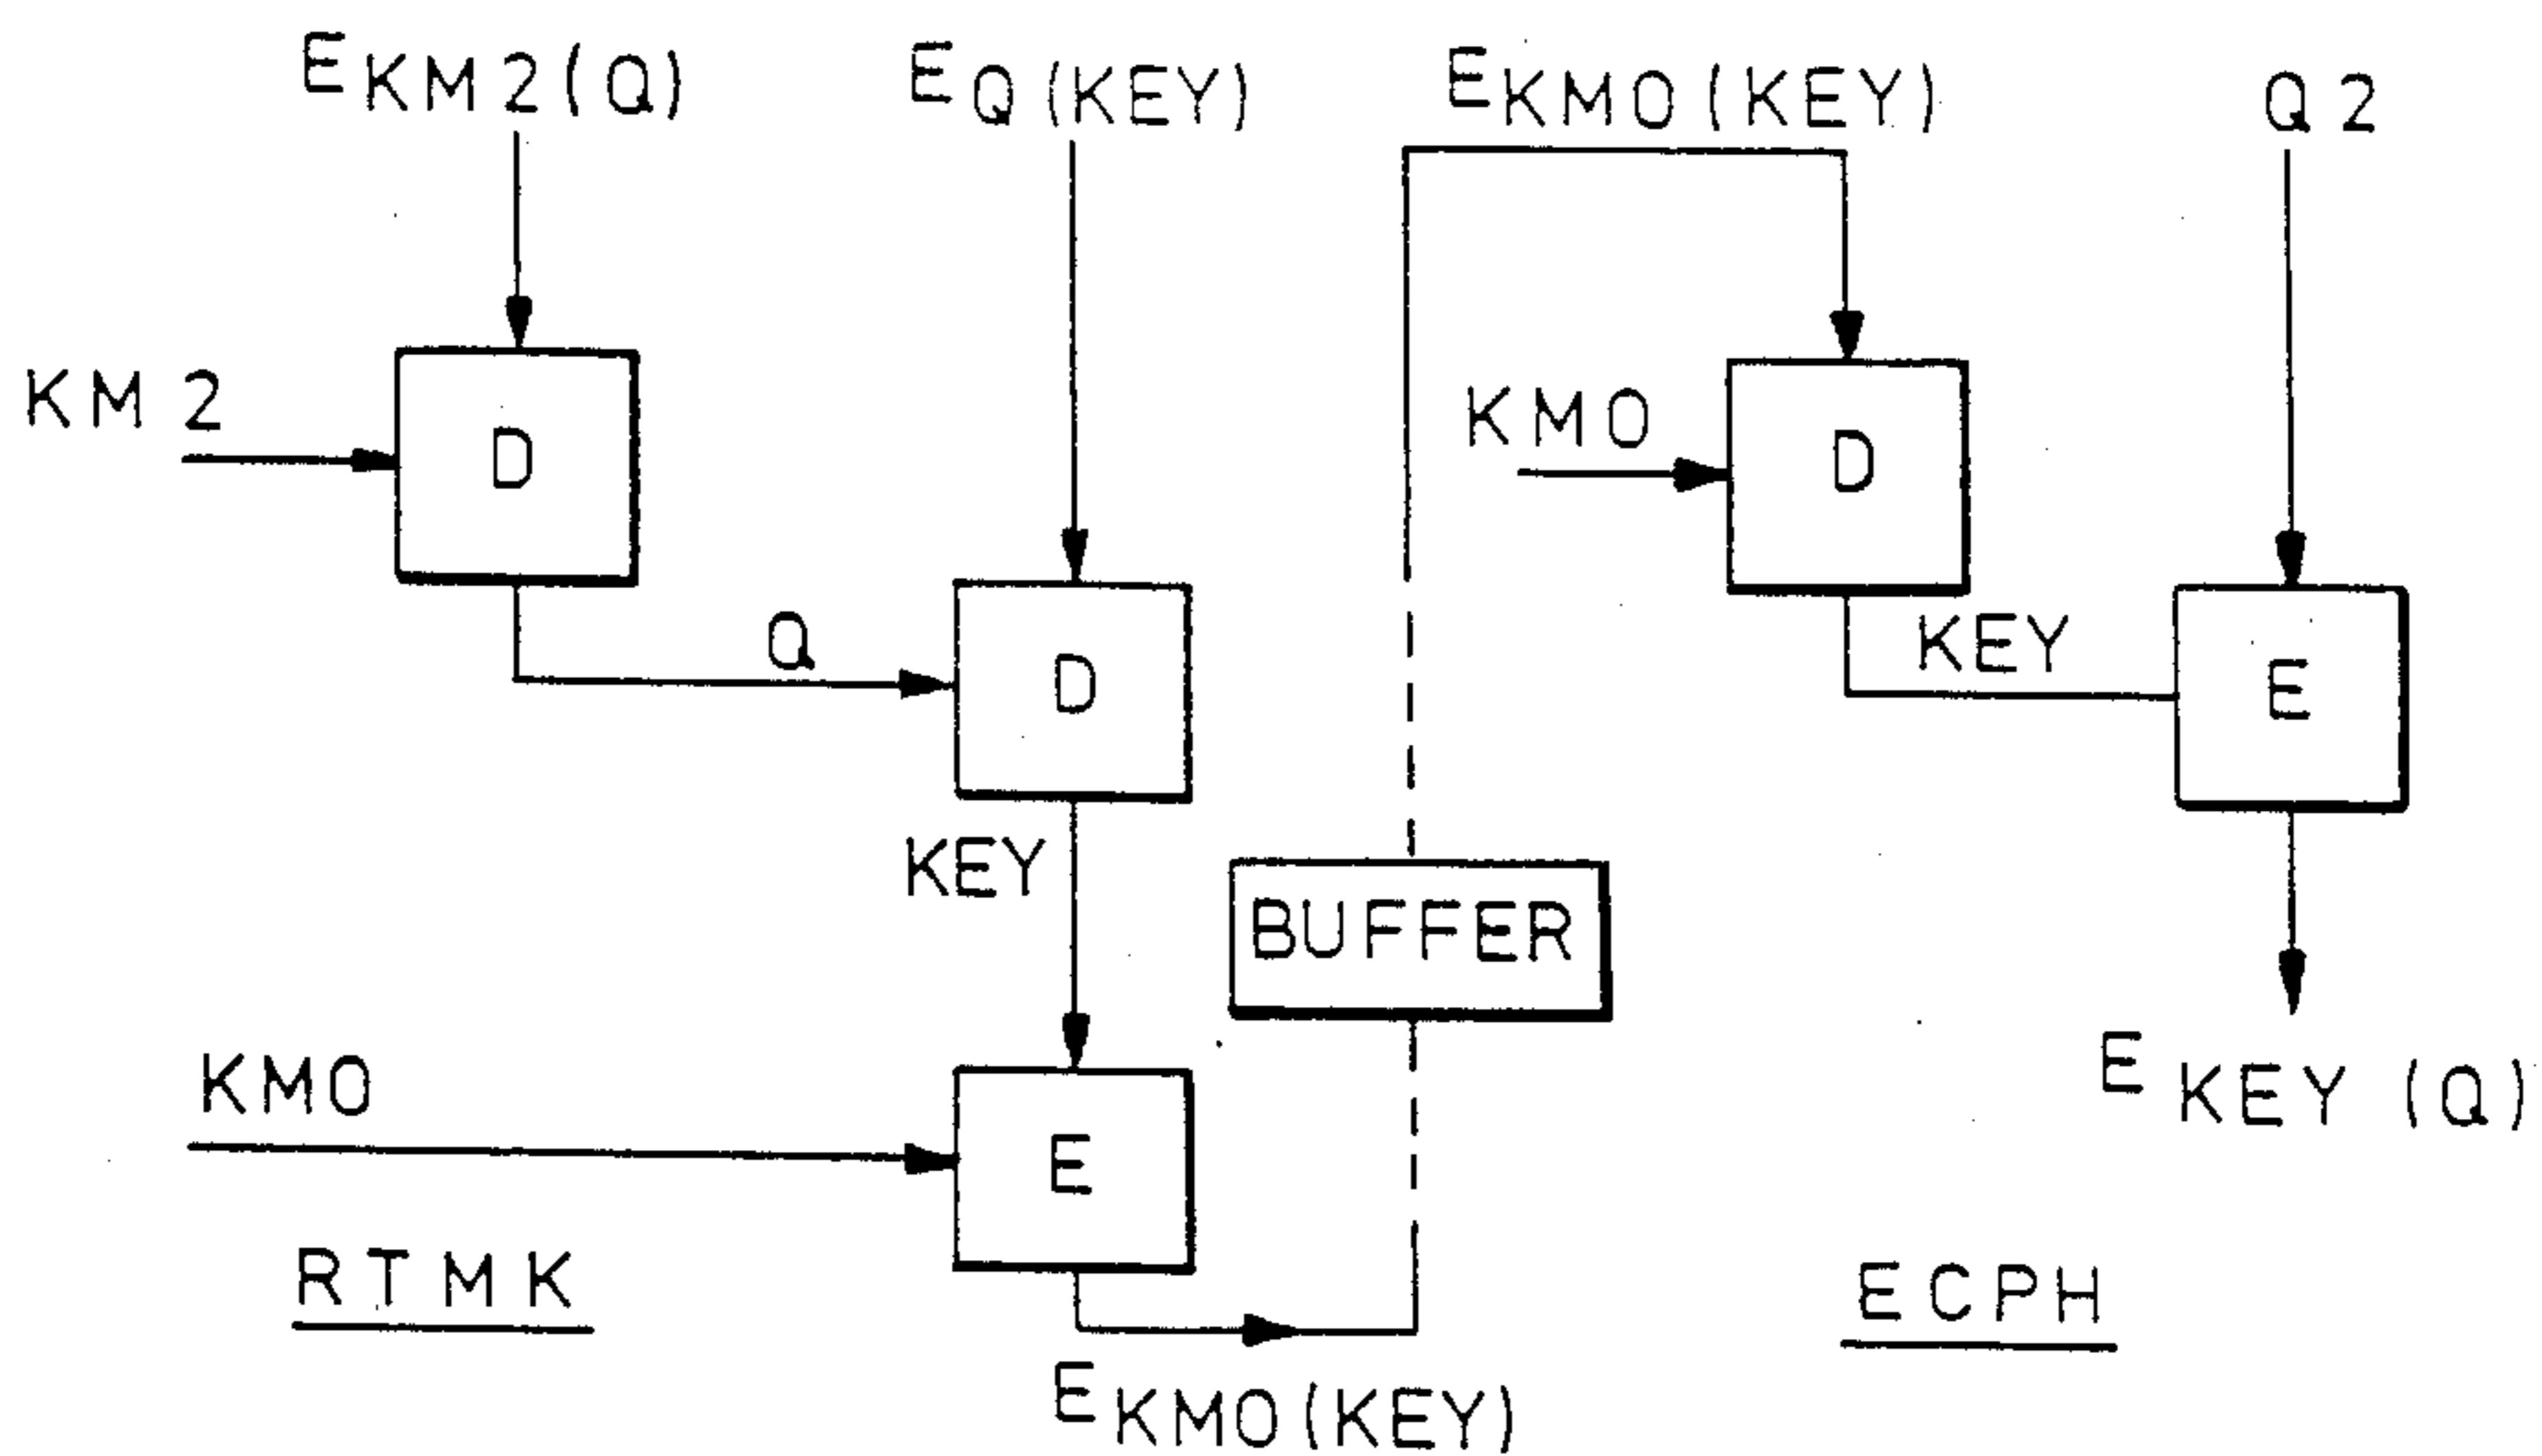 EKM2(Q)
EQ(KEY)
EKM0(KEY)
Q2
KM2
D
KM0
D
Q
D
KEY
E
KEY
BUFFER
KM0
E
EKEY(Q)
RTMK
ECPH
EKM0(KEY)